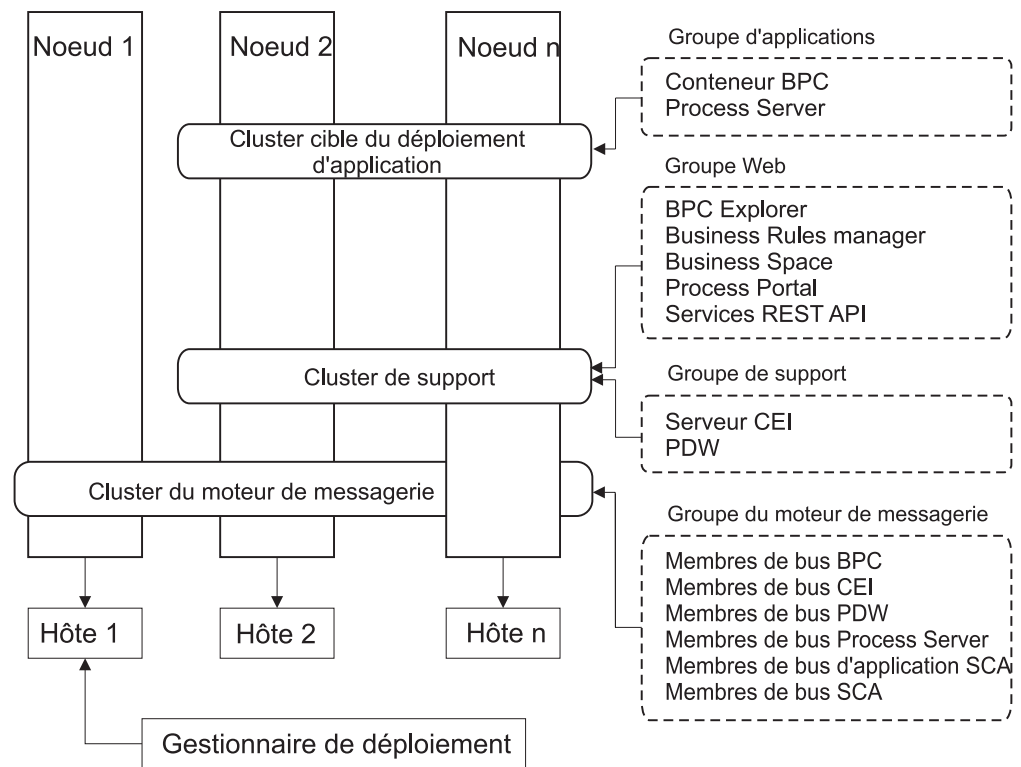 Noeud 1
Noeud 2
Noeud n
Cluster cible du déploiement
d'application
Cluster de support
Cluster du moteur de messagerie
Hôte 1
Hôte 2
Hôte n
Gestionnaire de déploiement
Groupe d'applications
Conteneur BPC
Process Server
Groupe Web
BPC Explorer
Business Rules manager
Business Space
Process Portal
Services REST API
Groupe de support
Serveur CEI
PDW
Groupe du moteur de messagerie
Membres de bus BPC
Membres de bus CEI
Membres de bus PDW
Membres de bus Process Server
Membres de bus d'application SCA
Membres de bus SCA